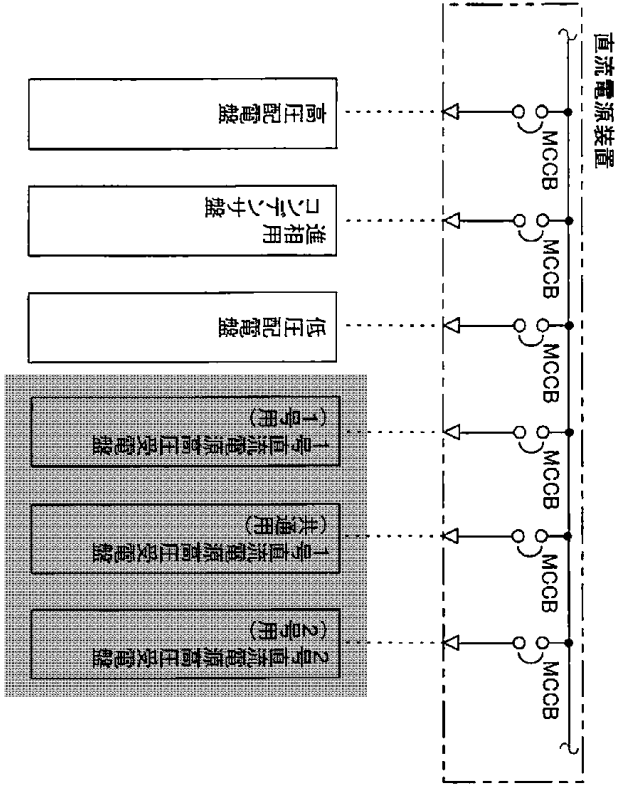 直流電源装置
MCCB
高圧配電盤
MCCB
進相用
コンデンサ盤
MCCB
低圧配電盤
MCCB
1号直流電源高圧受電盤
(1号用)
MCCB
1号直流電源高圧受電盤
(共通用)
MCCB
2号直流電源高圧受電盤
(2号用)